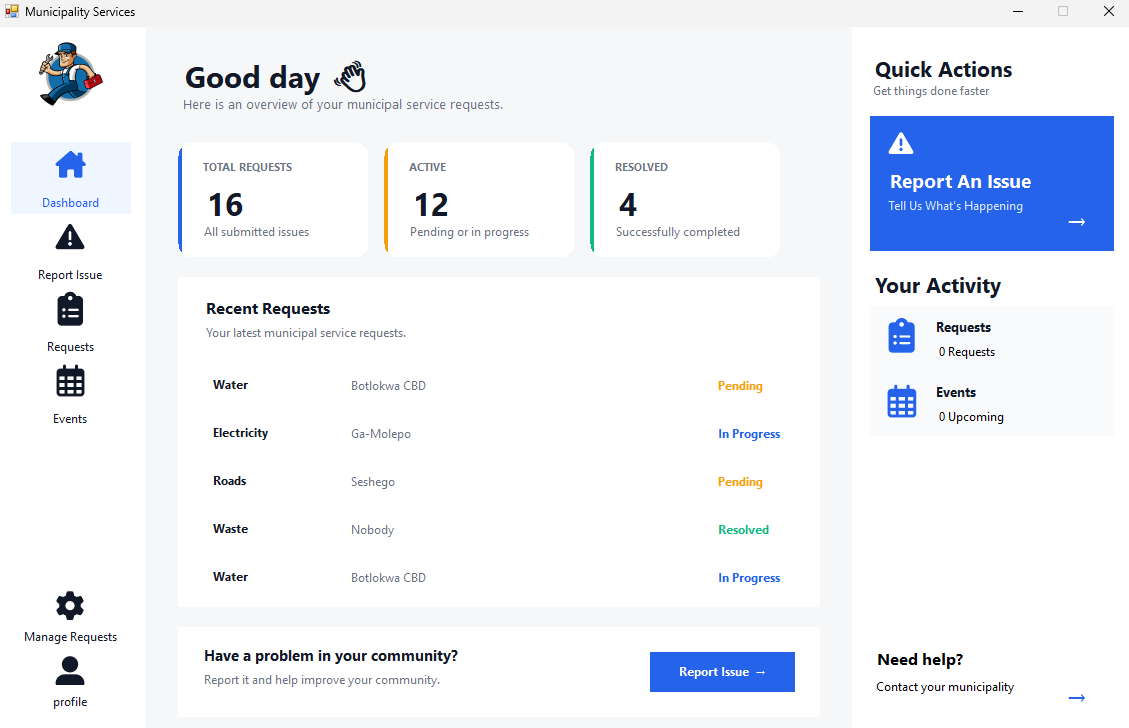 Municipality Services
Dashboard
Report Issue
Requests
Events
Manage Requests
profile
Good day
Here is an overview of your municipal service requests.
TOTAL REQUESTS
16
All submitted issues
ACTIVE
12
Pending or in progress
RESOLVED
4
Successfully completed
Recent Requests
Your latest municipal service requests.
Water Botlokwa CBD Pending
Electricity Ga-Molepo In Progress
Roads Seshego Pending
Waste Nobody Resolved
Water Botlokwa CBD In Progress
Have a problem in your community?
Report it and help improve your community.
Report Issue →
Quick Actions
Get things done faster
Report An Issue
Tell Us What's Happening
→
Your Activity
Requests
0 Requests
Events
0 Upcoming
Need help?
Contact your municipality
→